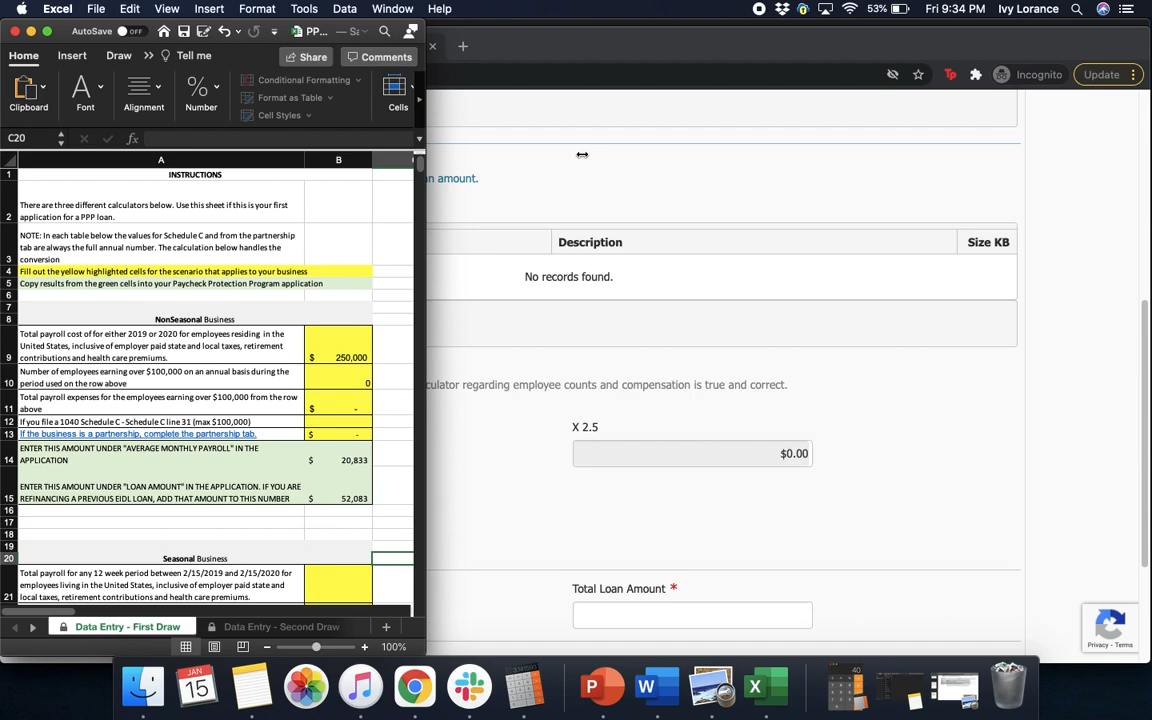 Excel File Edit View Insert Format Tools Data Window Help 53% Fri 9:34 PM Ivy Lorance
AutoSave OFF PP... — Sa
Home Insert Draw Tell me Share Comments
Clipboard Font Alignment Number Conditional Formatting Format as Table Cell Styles Cells
Incognito Update
C20 fx
A B
1 INSTRUCTIONS
There are three different calculators below. Use this sheet if this is your first
2 application for a PPP loan.
NOTE: In each table below the values for Schedule C and from the partnership
tab are always the full annual number. The calculation below handles the
3 conversion
4 Fill out the yellow highlighted cells for the scenario that applies to your business
5 Copy results from the green cells into your Paycheck Protection Program application
6
7
8 NonSeasonal Business
Total payroll cost of for either 2019 or 2020 for employees residing in the
United States, inclusive of employer paid state and local taxes, retirement
9 contributions and health care premiums. $ 250,000
Number of employees earning over $100,000 on an annual basis during the
10 period used on the row above 0
Total payroll expenses for the employees earning over $100,000 from the row
11 above $ -
12 If you file a 1040 Schedule C - Schedule C line 31 (max $100,000)
13 If the business is a partnership, complete the partnership tab. $ -
ENTER THIS AMOUNT UNDER "AVERAGE MONTHLY PAYROLL" IN THE
14 APPLICATION $ 20,833
ENTER THIS AMOUNT UNDER "LOAN AMOUNT" IN THE APPLICATION. IF YOU ARE
15 REFINANCING A PREVIOUS EIDL LOAN, ADD THAT AMOUNT TO THIS NUMBER $ 52,083
16
17
18
19
20 Seasonal Business
Total payroll for any 12 week period between 2/15/2019 and 2/15/2020 for
employees living in the United States, inclusive of employer paid state and
21 local taxes, retirement contributions and health care premiums.
Data Entry - First Draw Data Entry - Second Draw
100%
an amount.
Description Size KB
No records found.
culator regarding employee counts and compensation is true and correct.
X 2.5
$0.00
Total Loan Amount *
Privacy - Terms
JAN
15